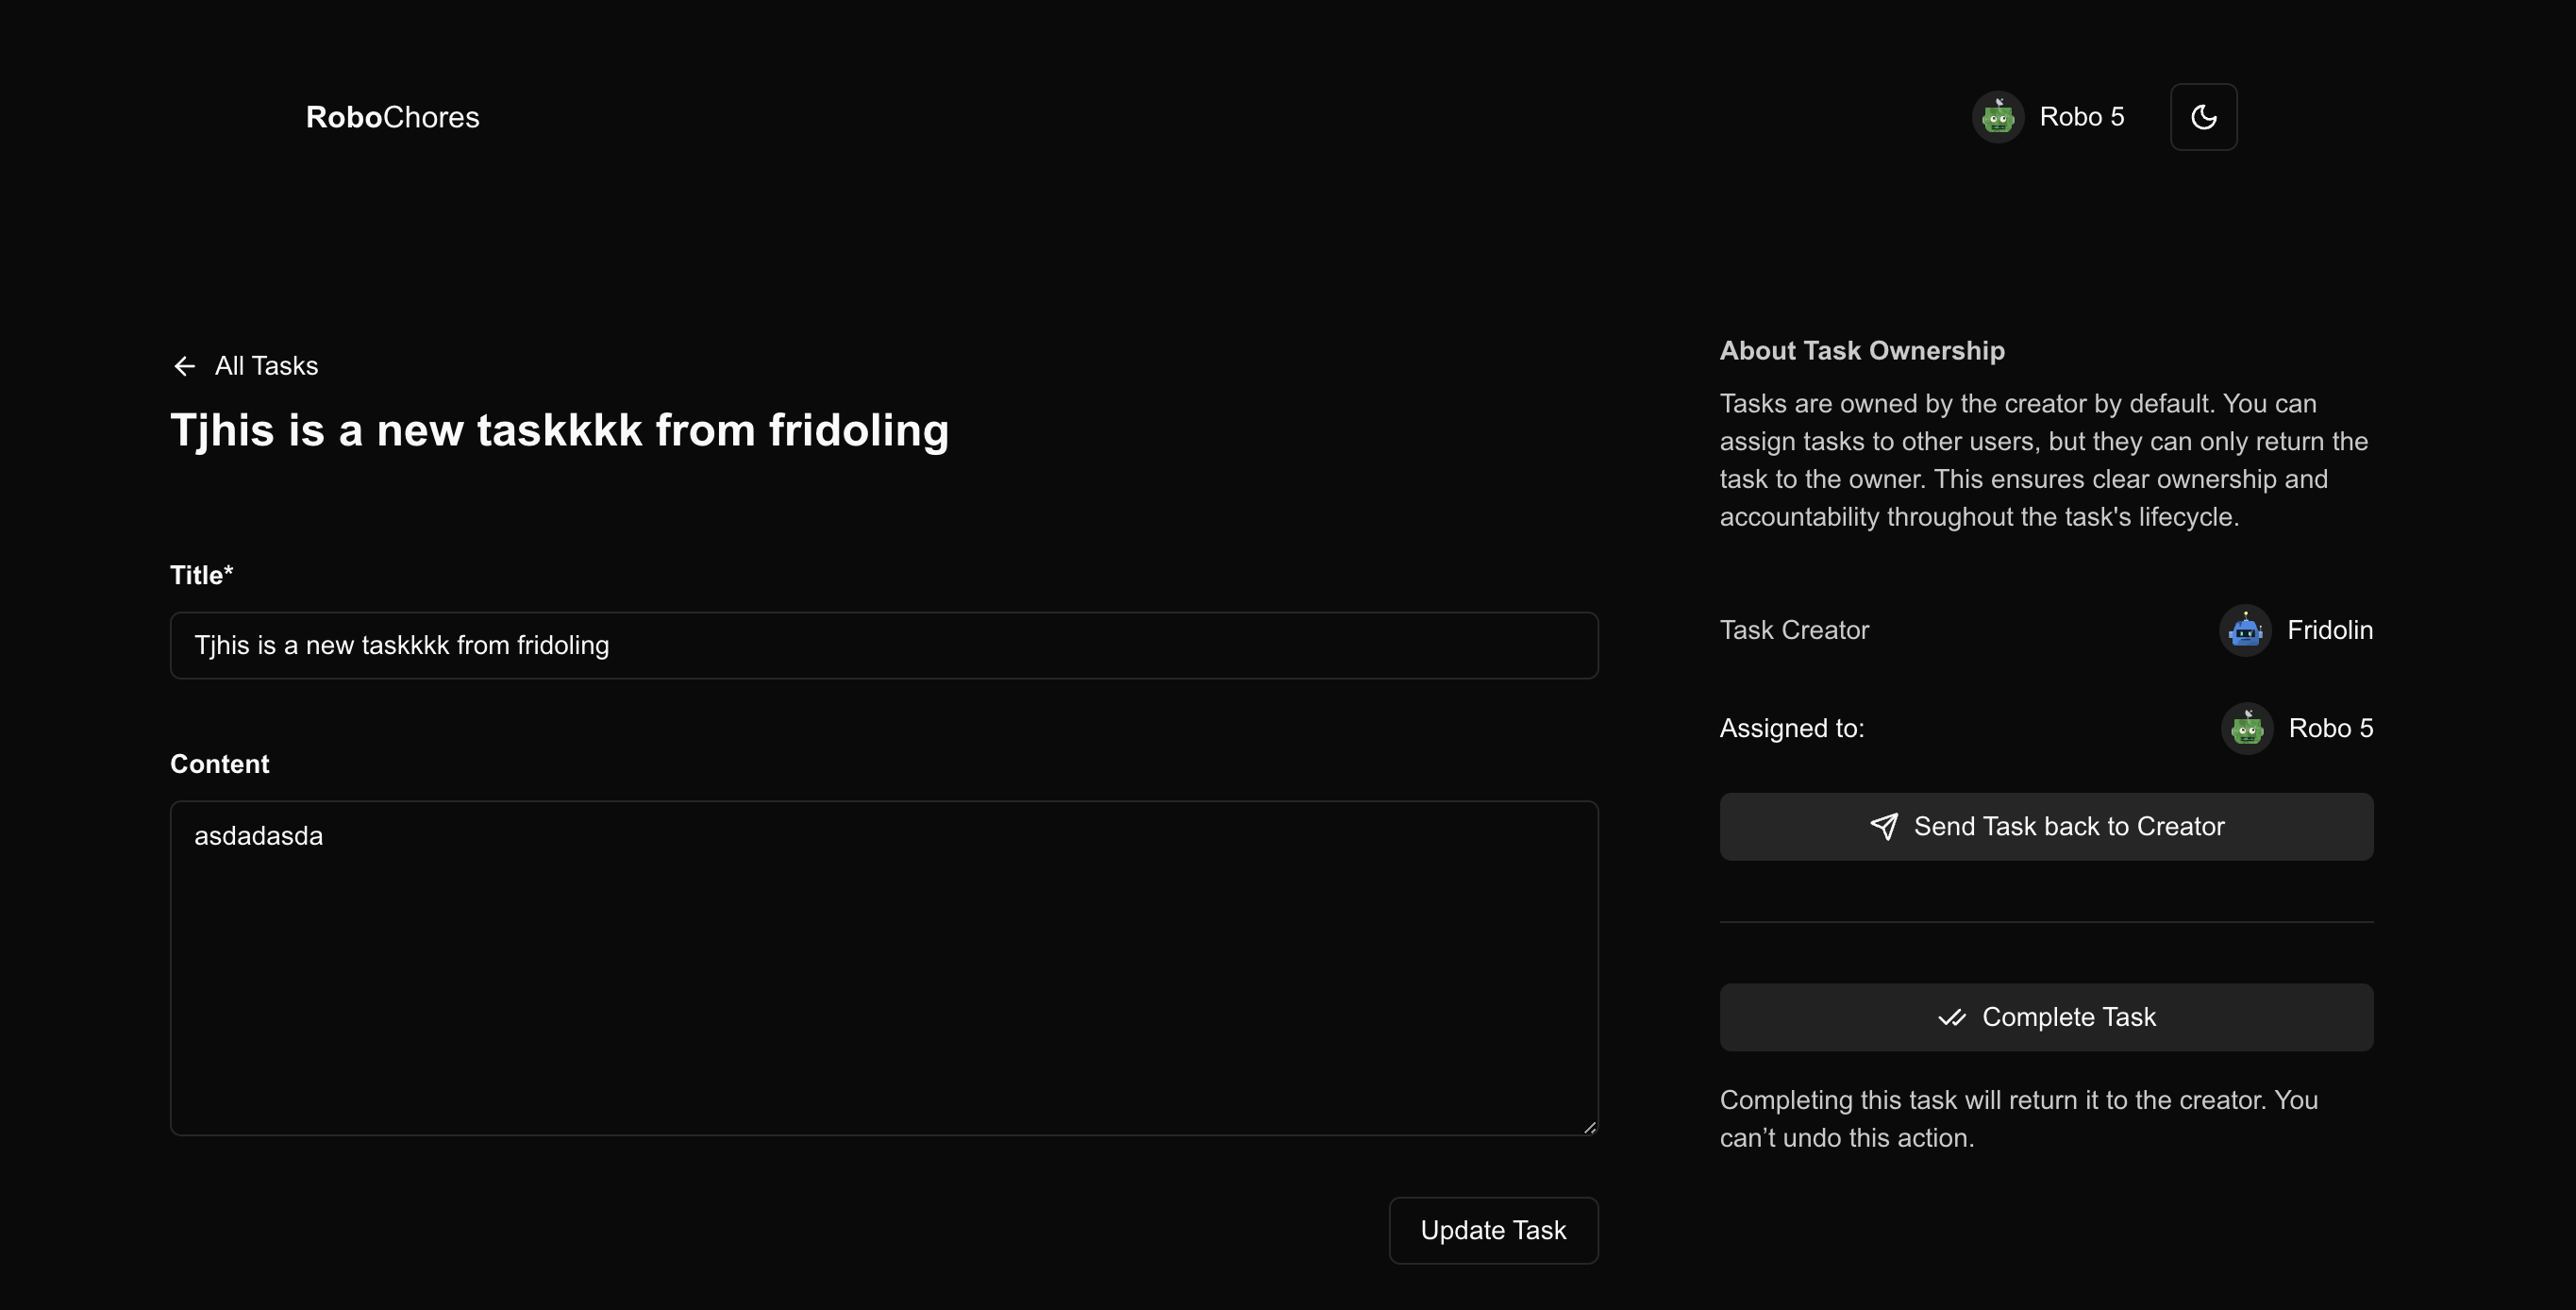 RoboChores
Robo 5
All Tasks
Tjhis is a new taskkkk from fridoling
Title*
Tjhis is a new taskkkk from fridoling
Content
asdadasda
Update Task
About Task Ownership
Tasks are owned by the creator by default. You can
assign tasks to other users, but they can only return the
task to the owner. This ensures clear ownership and
accountability throughout the task's lifecycle.
Task Creator Fridolin
Assigned to: Robo 5
Send Task back to Creator
Complete Task
Completing this task will return it to the creator. You
can’t undo this action.